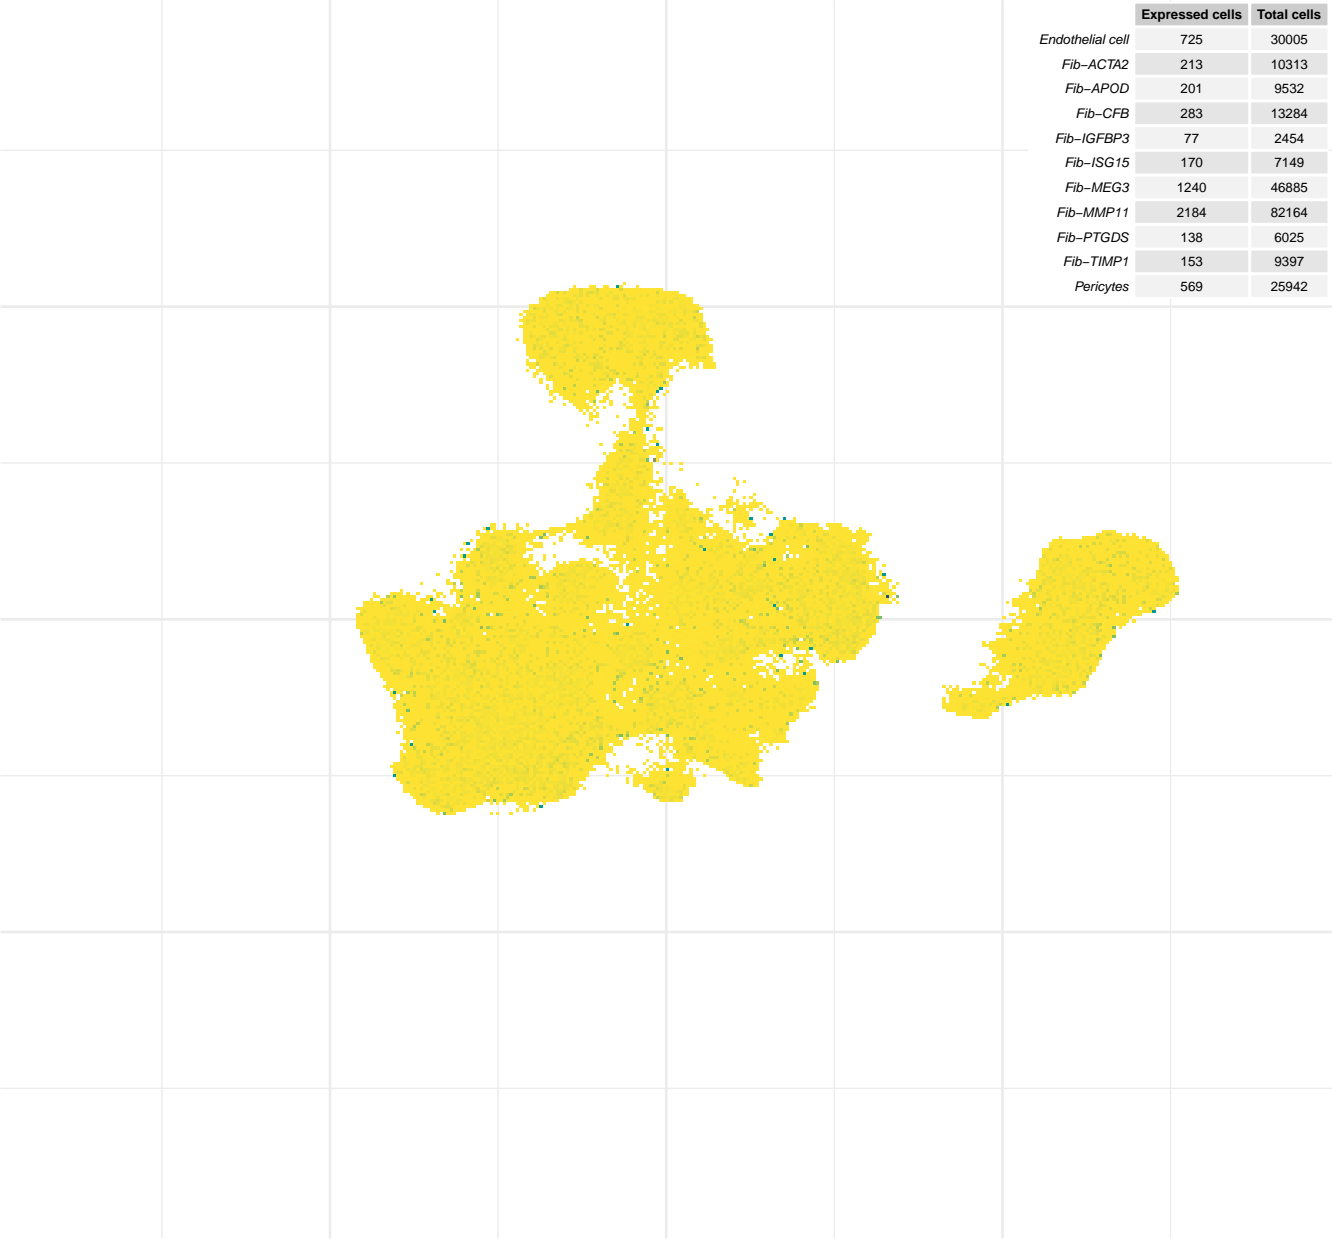 Expressed cells Total cells
Endothelial cell 725 30005
Fib−ACTA2 213 10313
Fib−APOD 201 9532
Fib−CFB 283 13284
Fib−IGFBP3 77 2454
Fib−ISG15 170 7149
Fib−MEG3 1240 46885
Fib−MMP11 2184 82164
Fib−PTGDS 138 6025
Fib−TIMP1 153 9397
Pericytes 569 25942